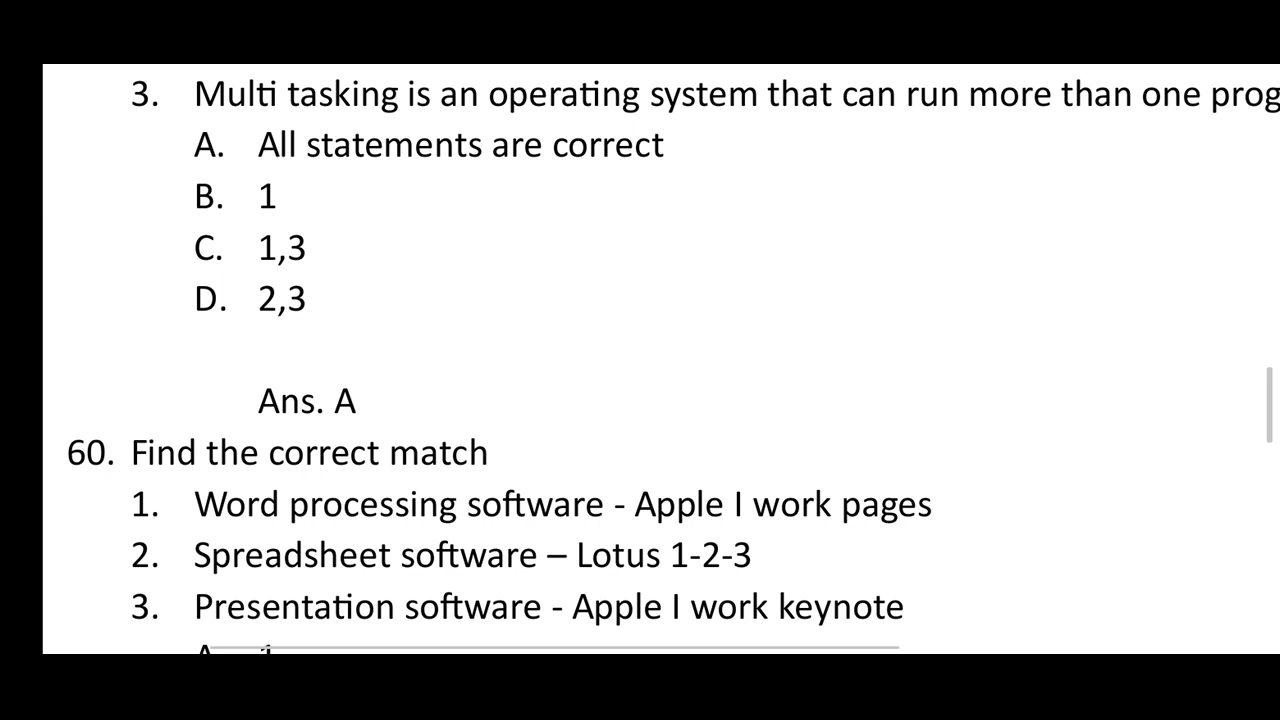 3. Multi tasking is an operating system that can run more than one prog
A. All statements are correct
B. 1
C. 1,3
D. 2,3
Ans. A
60. Find the correct match
1. Word processing software - Apple I work pages
2. Spreadsheet software – Lotus 1-2-3
3. Presentation software - Apple I work keynote